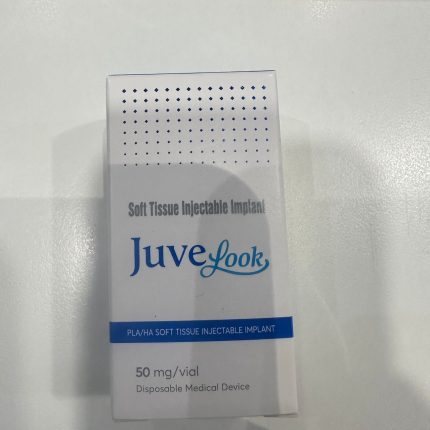 Soft Tissue Injectable Implant
JuveLook
PLA/HA SOFT TISSUE INJECTABLE IMPLANT
50 mg/vial
Disposable Medical Device